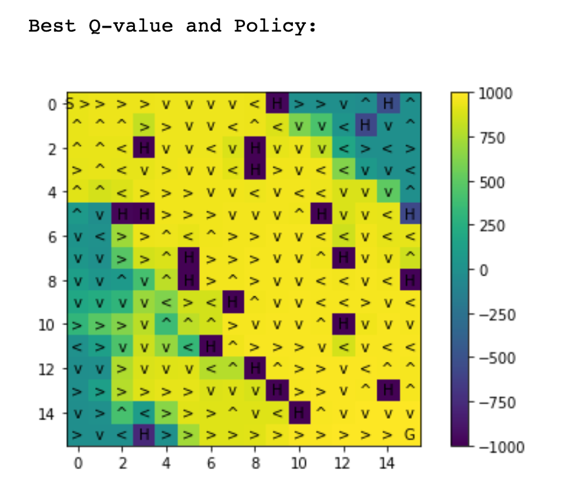 Best Q-value and Policy:
0 S> > > > v v v v < H > > v ^ H ^
^ ^ ^ > > v v < ^ < v v < H v ^
2 ^ ^ < H v v < v H v v v < > < >
> ^ < v > v > v H > v < < v v <
4 ^ ^ < > > > v v < v < < v v v ^
^ v H H > > > v v v ^ H v v < H
6 v < > > ^ < ^ > > v v v < v < <
v v > > ^ H > > > v v ^ H v v ^
8 v v ^ v ^ H > ^ > v v < < v v H
v v v v < > < H ^ v v < < > v <
10 > > > v ^ ^ ^ > v v v ^ H v v v
< > v v v < H ^ > > > v < v < <
12 v v > v v v < ^ H > > > v < ^ ^
> > > > > > v v v H > > v ^ H ^
14 v > ^ < > > > ^ v < H ^ v v v v
> v < H > > > > > > > > > > > G
0 2 4 6 8 10 12 14
1000
750
500
250
0
−250
−500
−750
−1000